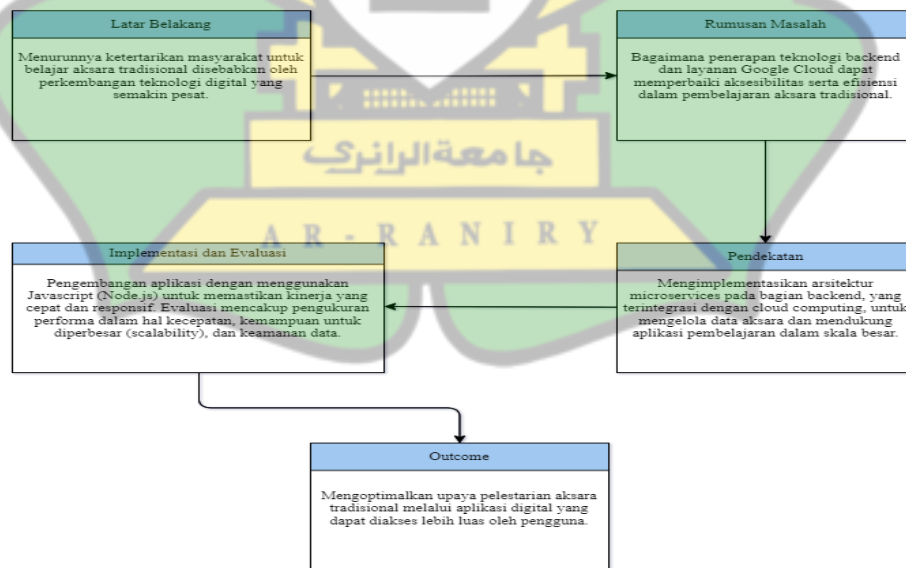 Latar Belakang
Menurunnya ketertarikan masyarakat untuk
belajar aksara tradisional disebabkan oleh
perkembangan teknologi digital yang
semakin pesat.
Rumusan Masalah
Bagaimana penerapan teknologi backend
dan layanan Google Cloud dapat
memperbaiki aksesibilitas serta efisiensi
dalam pembelajaran aksara tradisional.
جامعة الرانري
AR-RANIRY
Pendekatan
Mengimplementasikan arsitektur
microservices pada bagian backend, yang
terintegrasi dengan cloud computing, untuk
mengelola data aksara dan mendukung
aplikasi pembelajaran dalam skala besar.
Implementasi dan Evaluasi
Pengembangan aplikasi dengan menggunakan
Javascript (Node.js) untuk memastikan kinerja yang
cepat dan responsif. Evaluasi mencakup pengukuran
performa dalam hal kecepatan, kemampuan untuk
diperbesar (scalability), dan keamanan data.
Outcome
Mengoptimalkan upaya pelestarian aksara
tradisional melalui aplikasi digital yang
dapat diakses lebih luas oleh pengguna.